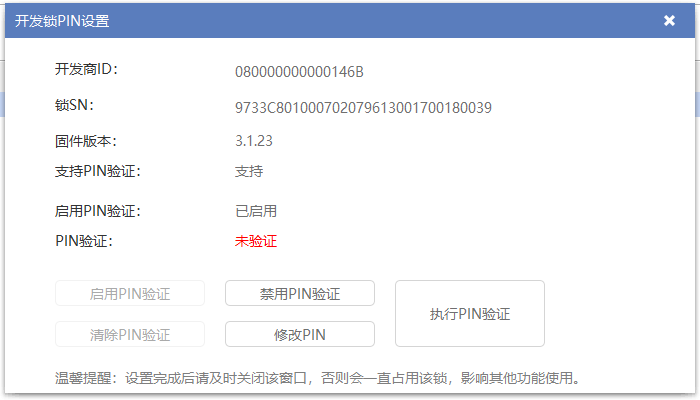 开发锁PIN设置
开发商ID: 080000000000146B
锁SN: 9733C801000702079613001700180039
固件版本: 3.1.23
支持PIN验证: 支持
启用PIN验证: 已启用
PIN验证: 未验证
启用PIN验证 禁用PIN验证 执行PIN验证
清除PIN验证 修改PIN
温馨提醒：设置完成后请及时关闭该窗口，否则会一直占用该锁，影响其他功能使用。